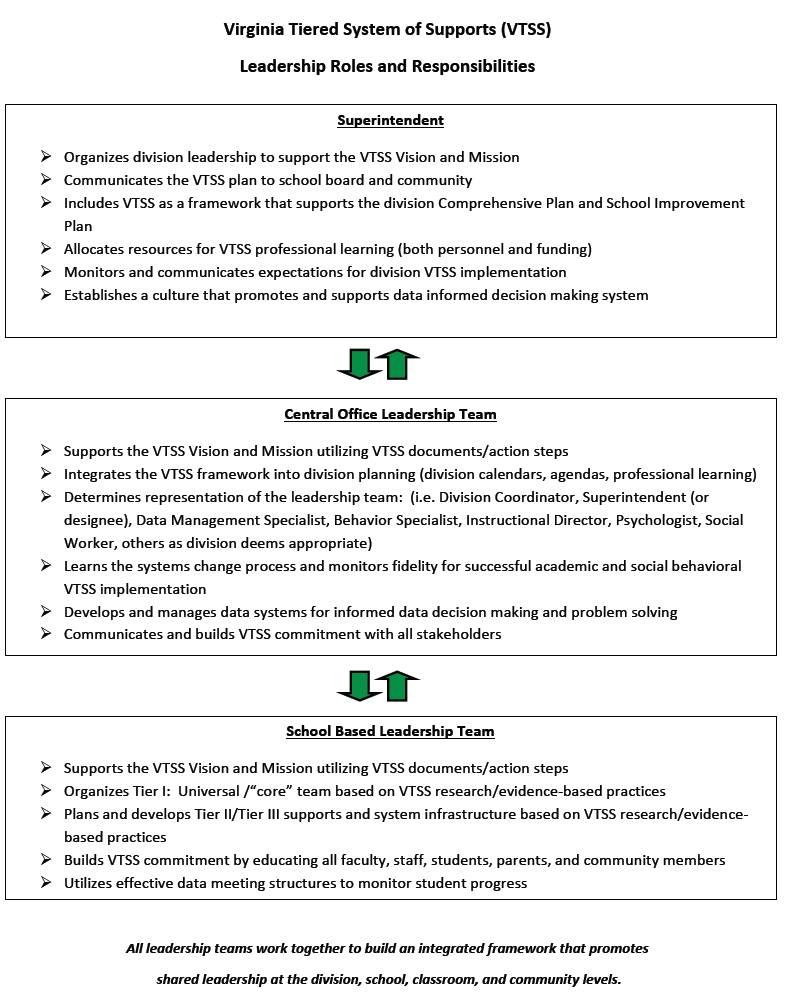 Virginia Tiered System of Supports (VTSS)
Leadership Roles and Responsibilities
Superintendent
➢ Organizes division leadership to support the VTSS Vision and Mission
➢ Communicates the VTSS plan to school board and community
➢ Includes VTSS as a framework that supports the division Comprehensive Plan and School Improvement
Plan
➢ Allocates resources for VTSS professional learning (both personnel and funding)
➢ Monitors and communicates expectations for division VTSS implementation
➢ Establishes a culture that promotes and supports data informed decision making system
Central Office Leadership Team
➢ Supports the VTSS Vision and Mission utilizing VTSS documents/action steps
➢ Integrates the VTSS framework into division planning (division calendars, agendas, professional learning)
➢ Determines representation of the leadership team:  (i.e. Division Coordinator, Superintendent (or
designee), Data Management Specialist, Behavior Specialist, Instructional Director, Psychologist, Social
Worker, others as division deems appropriate)
➢ Learns the systems change process and monitors fidelity for successful academic and social behavioral
VTSS implementation
➢ Develops and manages data systems for informed data decision making and problem solving
➢ Communicates and builds VTSS commitment with all stakeholders
School Based Leadership Team
➢ Supports the VTSS Vision and Mission utilizing VTSS documents/action steps
➢ Organizes Tier I:  Universal /“core” team based on VTSS research/evidence-based practices
➢ Plans and develops Tier II/Tier III supports and system infrastructure based on VTSS research/evidence-
based practices
➢ Builds VTSS commitment by educating all faculty, staff, students, parents, and community members
➢ Utilizes effective data meeting structures to monitor student progress
All leadership teams work together to build an integrated framework that promotes
shared leadership at the division, school, classroom, and community levels.